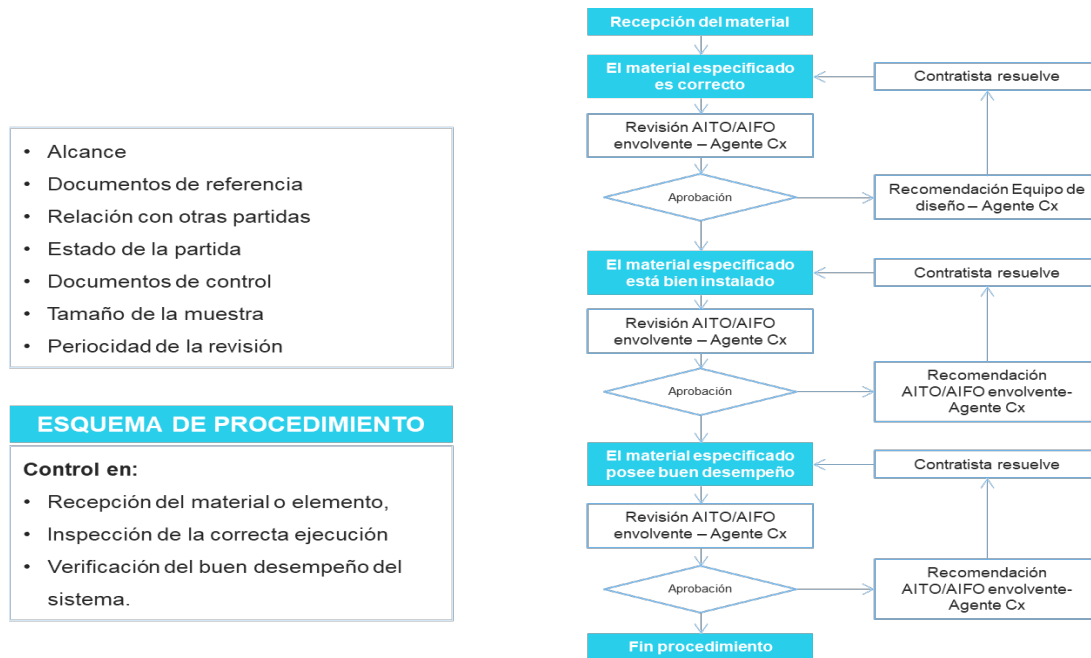 • Alcance
• Documentos de referencia
• Relación con otras partidas
• Estado de la partida
• Documentos de control
• Tamaño de la muestra
• Periocidad de la revisión
ESQUEMA DE PROCEDIMIENTO
Control en:
• Recepción del material o elemento,
• Inspección de la correcta ejecución
• Verificación del buen desempeño del
sistema.
Recepción del material
El material especificado
es correcto
Contratista resuelve
Revisión AITO/AIFO
envolvente – Agente Cx
Aprobación
Recomendación Equipo de
diseño – Agente Cx
El material especificado
está bien instalado
Contratista resuelve
Revisión AITO/AIFO
envolvente – Agente Cx
Aprobación
Recomendación
AITO/AIFO envolvente-
Agente Cx
El material especificado
posee buen desempeño
Contratista resuelve
Revisión AITO/AIFO
envolvente – Agente Cx
Aprobación
Recomendación
AITO/AIFO envolvente-
Agente Cx
Fin procedimiento